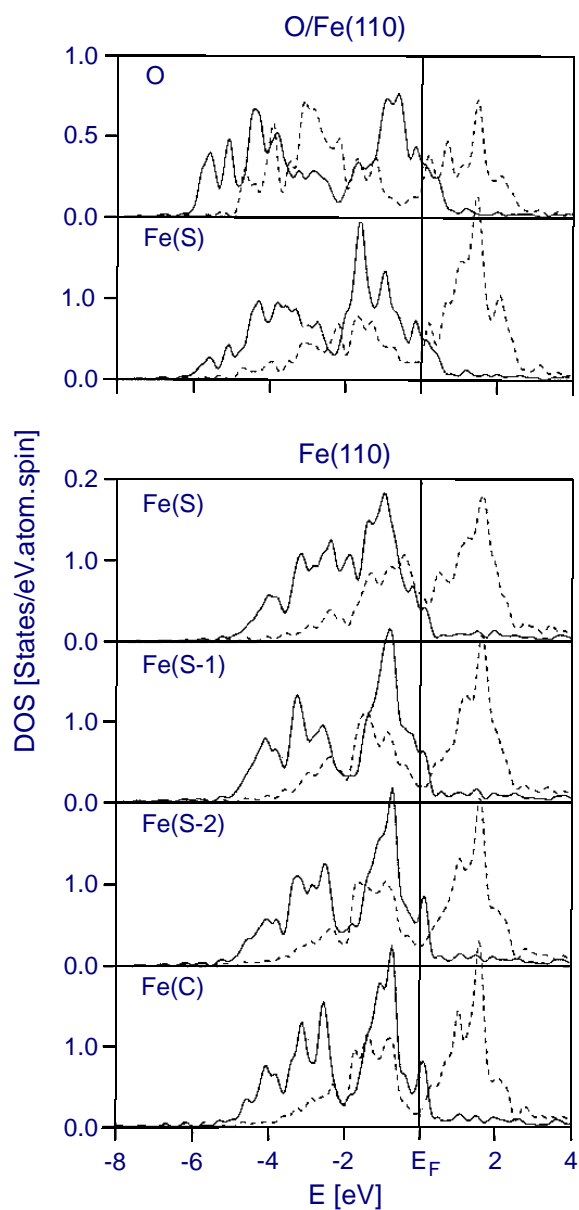 O/Fe(110)
1.0
O
0.5
0.0
Fe(S)
1.0
0.0
Fe(110)
0.2
Fe(S)
1.0
0.0
Fe(S-1)
1.0
0.0
Fe(S-2)
1.0
0.0
Fe(C)
1.0
0.0
DOS [States/eV.atom.spin]
-8 -6 -4 -2 E_F 2 4
E [eV]